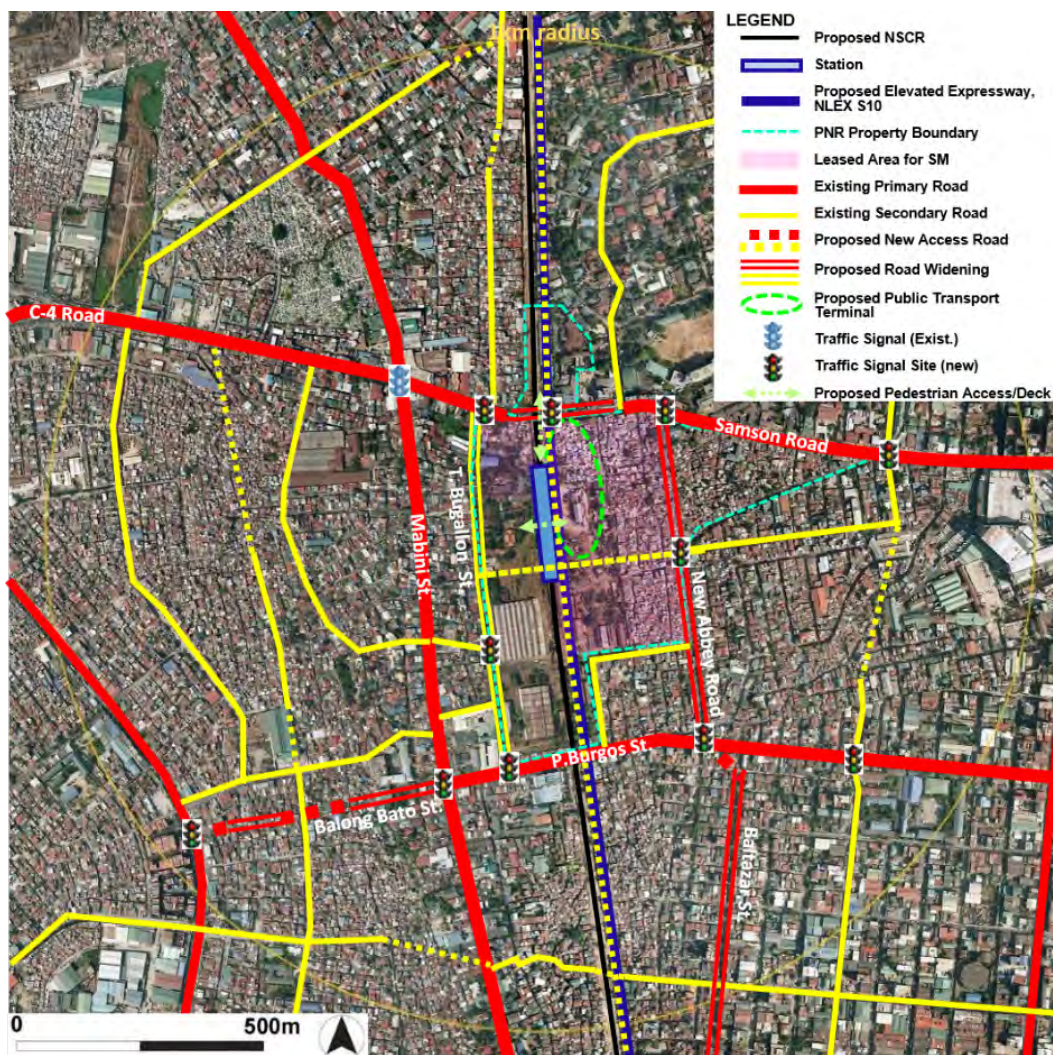 1km radius
LEGEND
Proposed NSCR
Station
Proposed Elevated Expressway,
NLEX S10
PNR Property Boundary
Leased Area for SM
Existing Primary Road
Existing Secondary Road
Proposed New Access Road
Proposed Road Widening
Proposed Public Transport
Terminal
Traffic Signal (Exist.)
Traffic Signal Site (new)
Proposed Pedestrian Access/Deck
C-4 Road
Samson Road
T. Bugallon St.
Mabini St.
New Abbey Road
P.Burgos St.
Balong Bato St.
Baltazar St.
0 500m